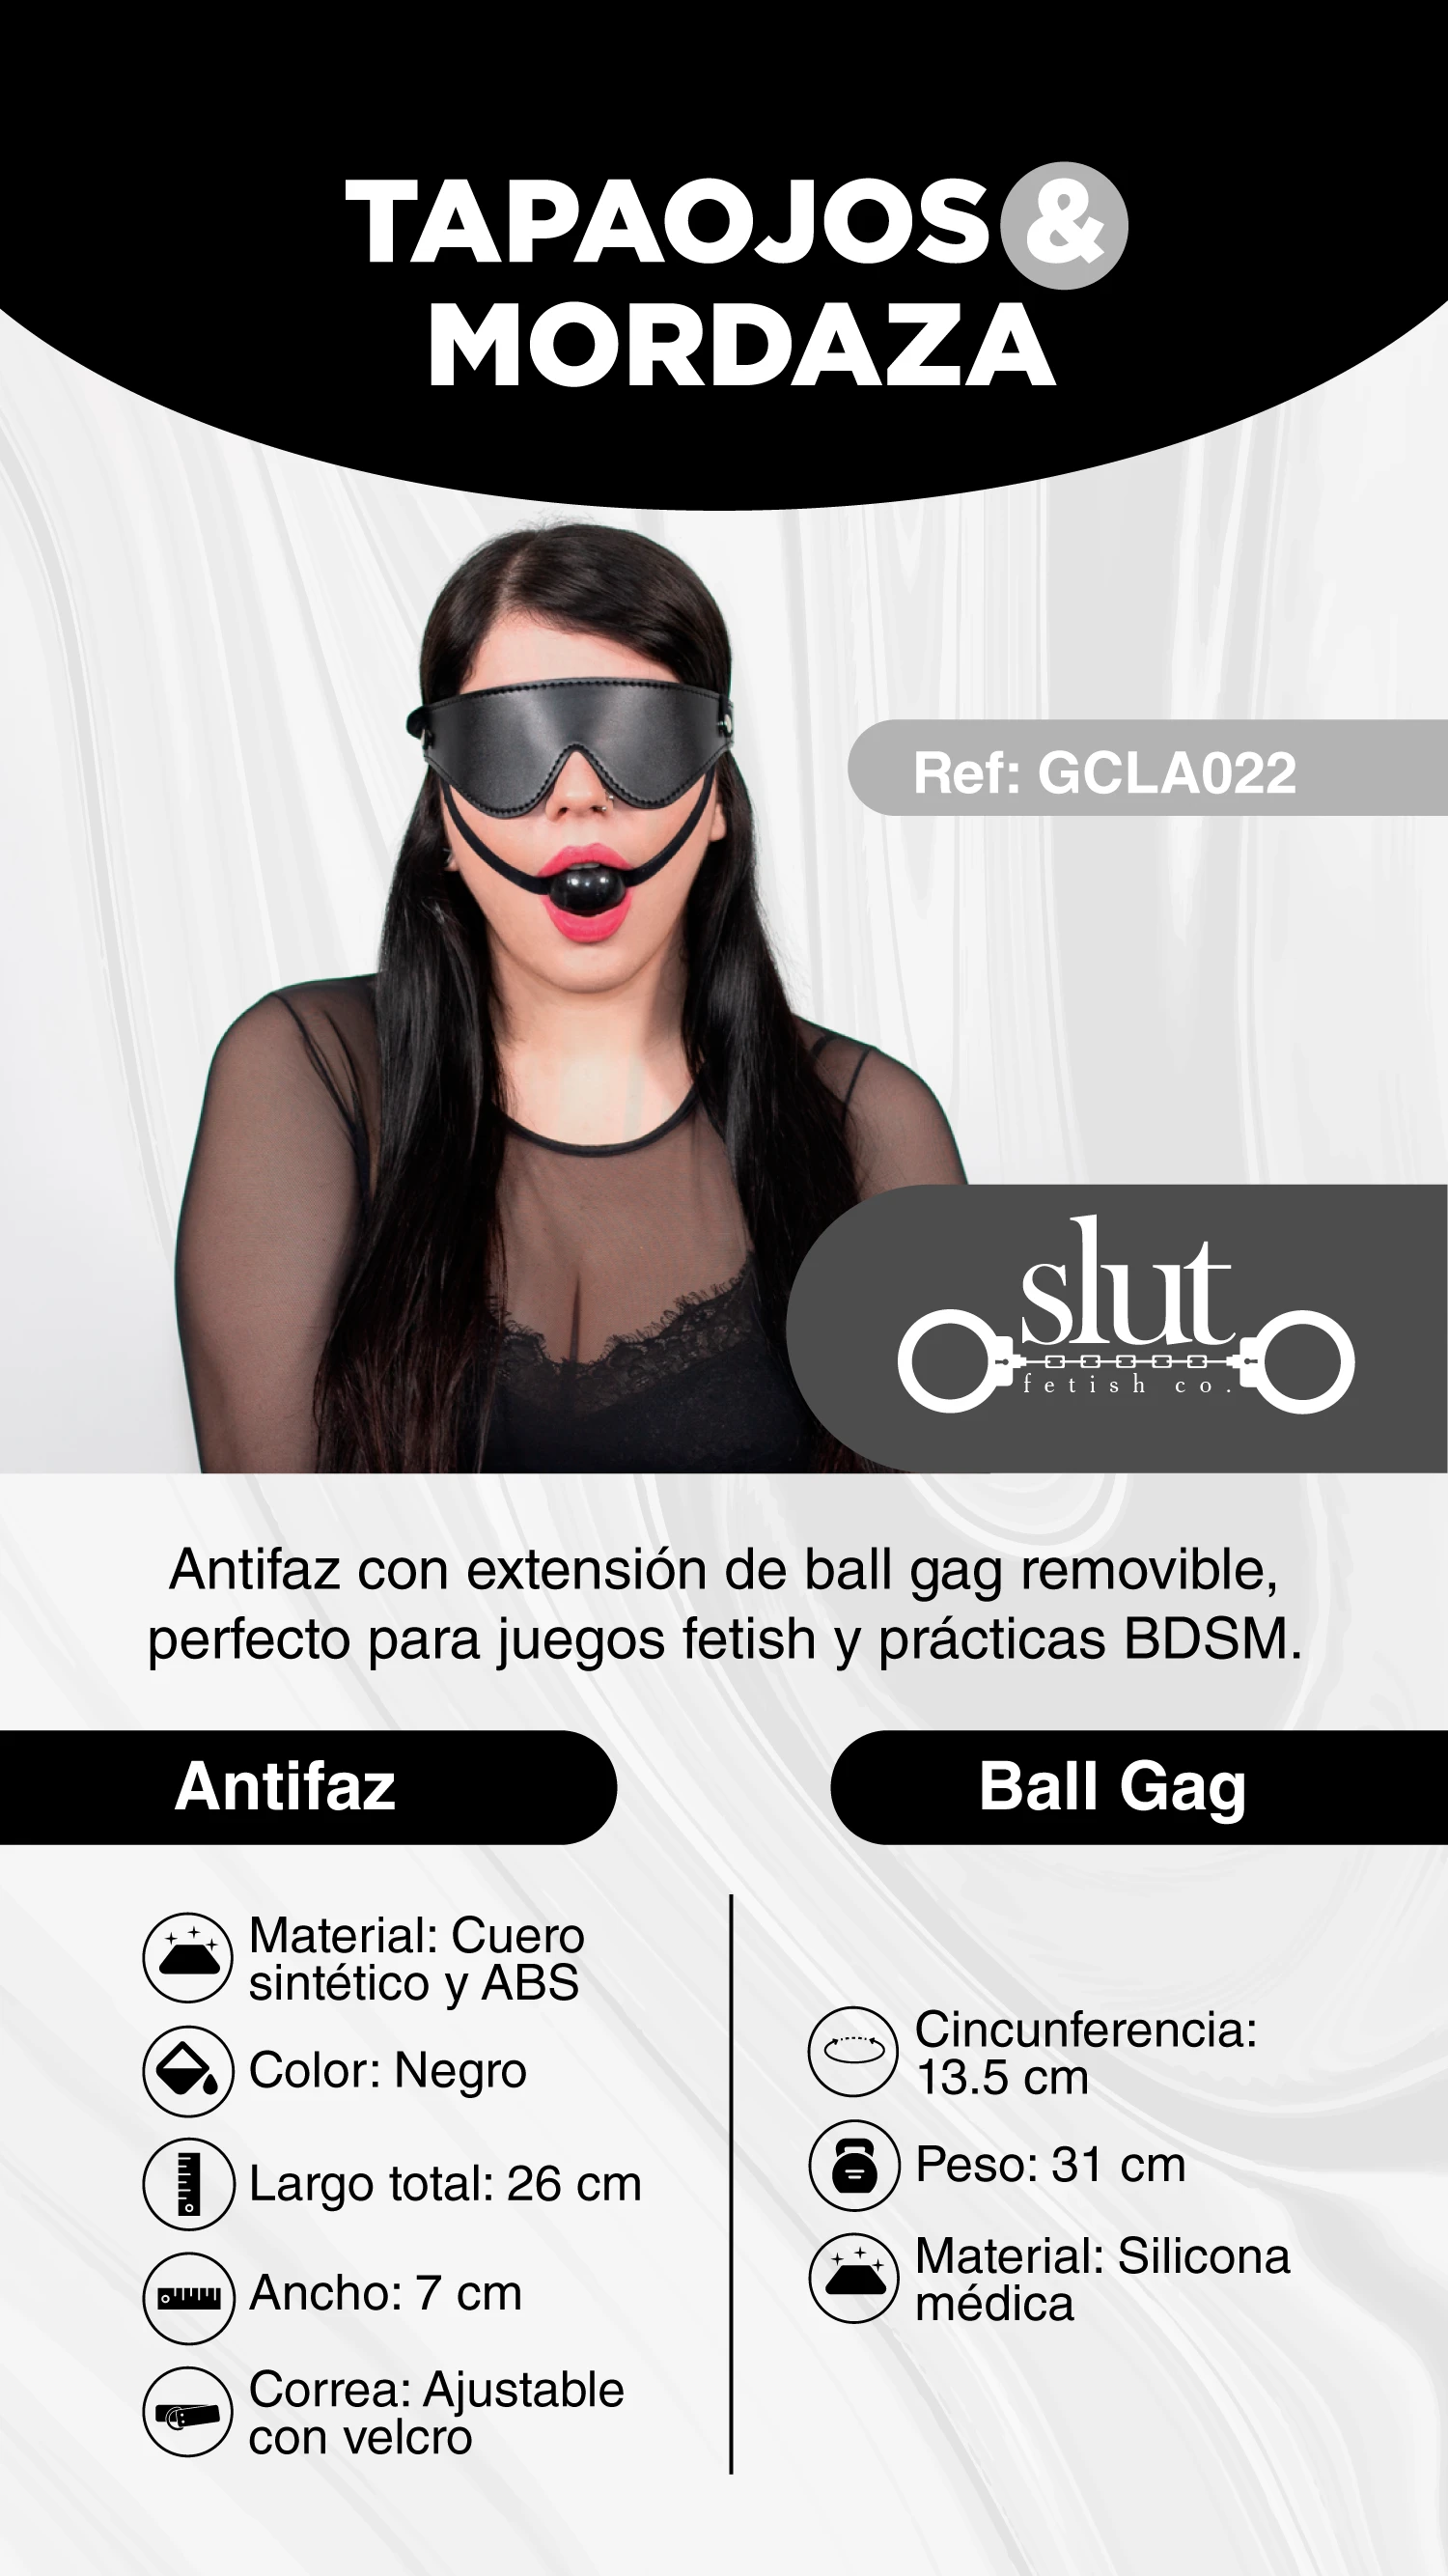 TAPAOJOS &
MORDAZA
Ref: GCLA022
slut
fetish co.
Antifaz con extensión de ball gag removible,
perfecto para juegos fetish y prácticas BDSM.
Antifaz
Material: Cuero
sintético y ABS
Color: Negro
Largo total: 26 cm
Ancho: 7 cm
Correa: Ajustable
con velcro
Ball Gag
Cincunferencia:
13.5 cm
Peso: 31 cm
Material: Silicona
médica